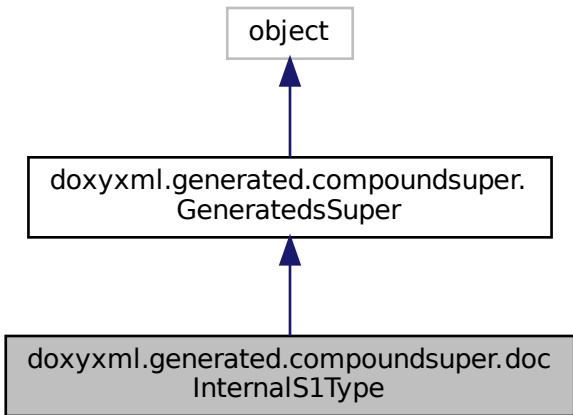 object
doxyxml.generated.compoundsuper.
GeneratedsSuper
doxyxml.generated.compoundsuper.doc
InternalS1Type